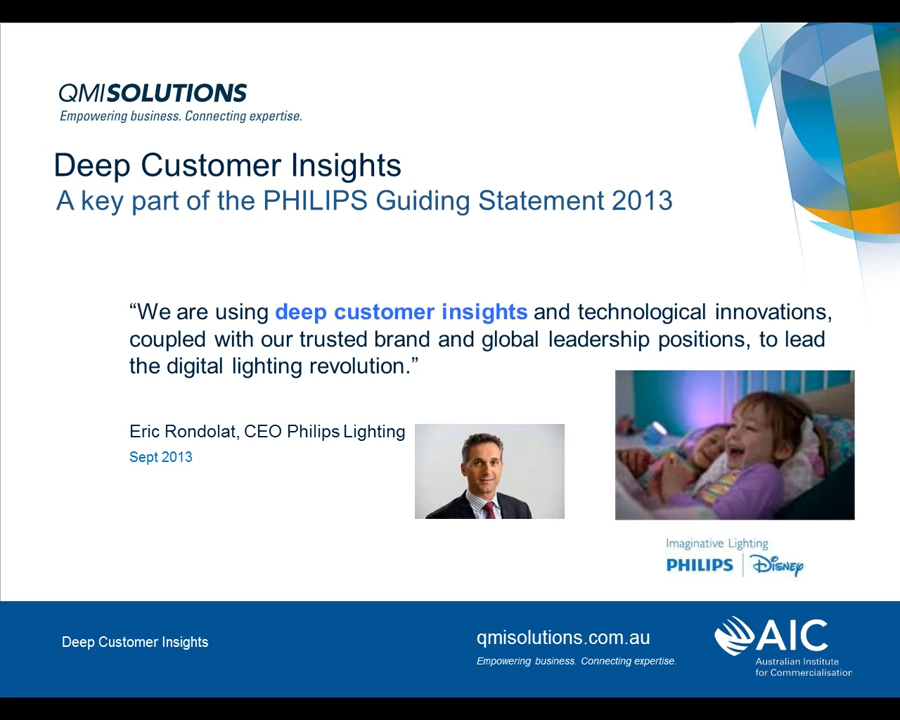 QMISOLUTIONS
Empowering business. Connecting expertise.
Deep Customer Insights
A key part of the PHILIPS Guiding Statement 2013
“We are using deep customer insights and technological innovations,
coupled with our trusted brand and global leadership positions, to lead
the digital lighting revolution.”
Eric Rondolat, CEO Philips Lighting
Sept 2013
Imaginative Lighting
PHILIPS | Disney
Deep Customer Insights
qmisolutions.com.au
Empowering business. Connecting expertise.
AIC
Australian Institute
for Commercialisation